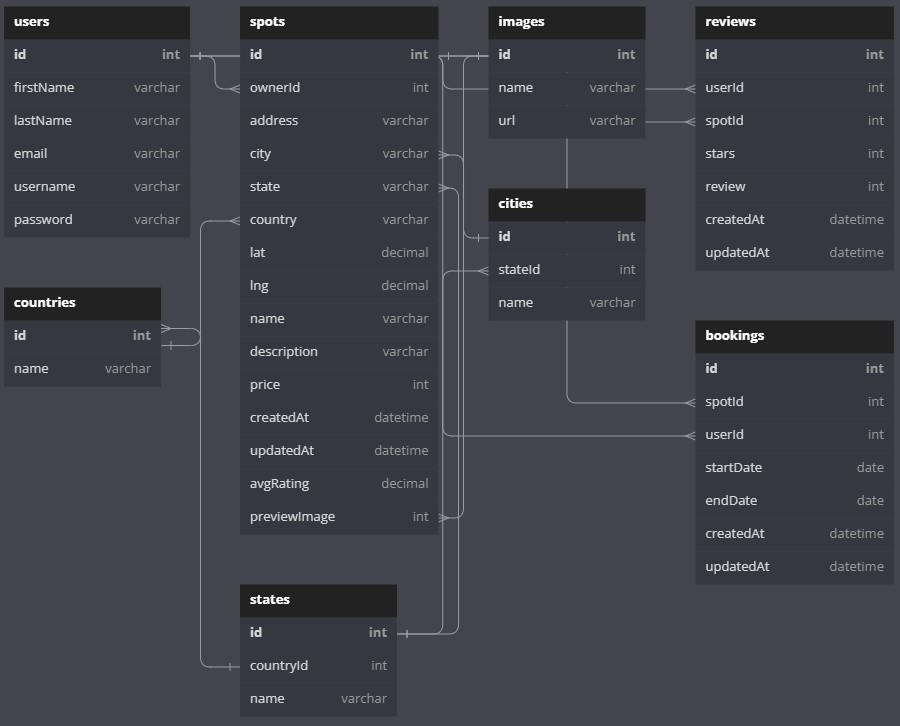 users
id int
firstName varchar
lastName varchar
email varchar
username varchar
password varchar
countries
id int
name varchar
spots
id int
ownerId int
address varchar
city varchar
state varchar
country varchar
lat decimal
lng decimal
name varchar
description varchar
price int
createdAt datetime
updatedAt datetime
avgRating decimal
previewImage int
states
id int
countryId int
name varchar
images
id int
name varchar
url varchar
cities
id int
stateId int
name varchar
reviews
id int
userId int
spotId int
stars int
review int
createdAt datetime
updatedAt datetime
bookings
id int
spotId int
userId int
startDate date
endDate date
createdAt datetime
updatedAt datetime